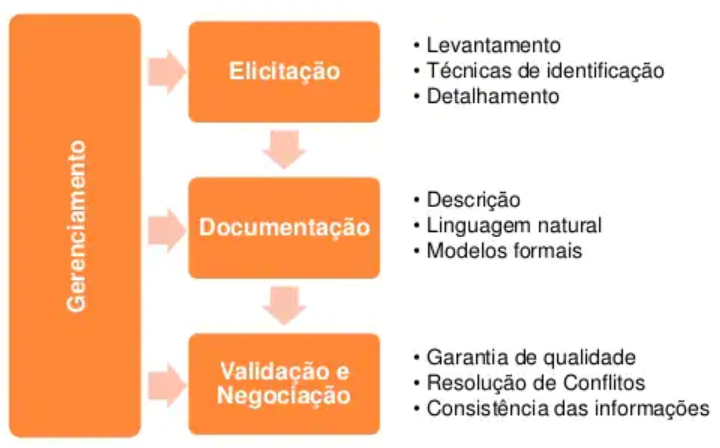 Gerenciamento
Elicitação
• Levantamento
• Técnicas de identificação
• Detalhamento
Documentação
• Descrição
• Linguagem natural
• Modelos formais
Validação e
Negociação
• Garantia de qualidade
• Resolução de Conflitos
• Consistência das informações